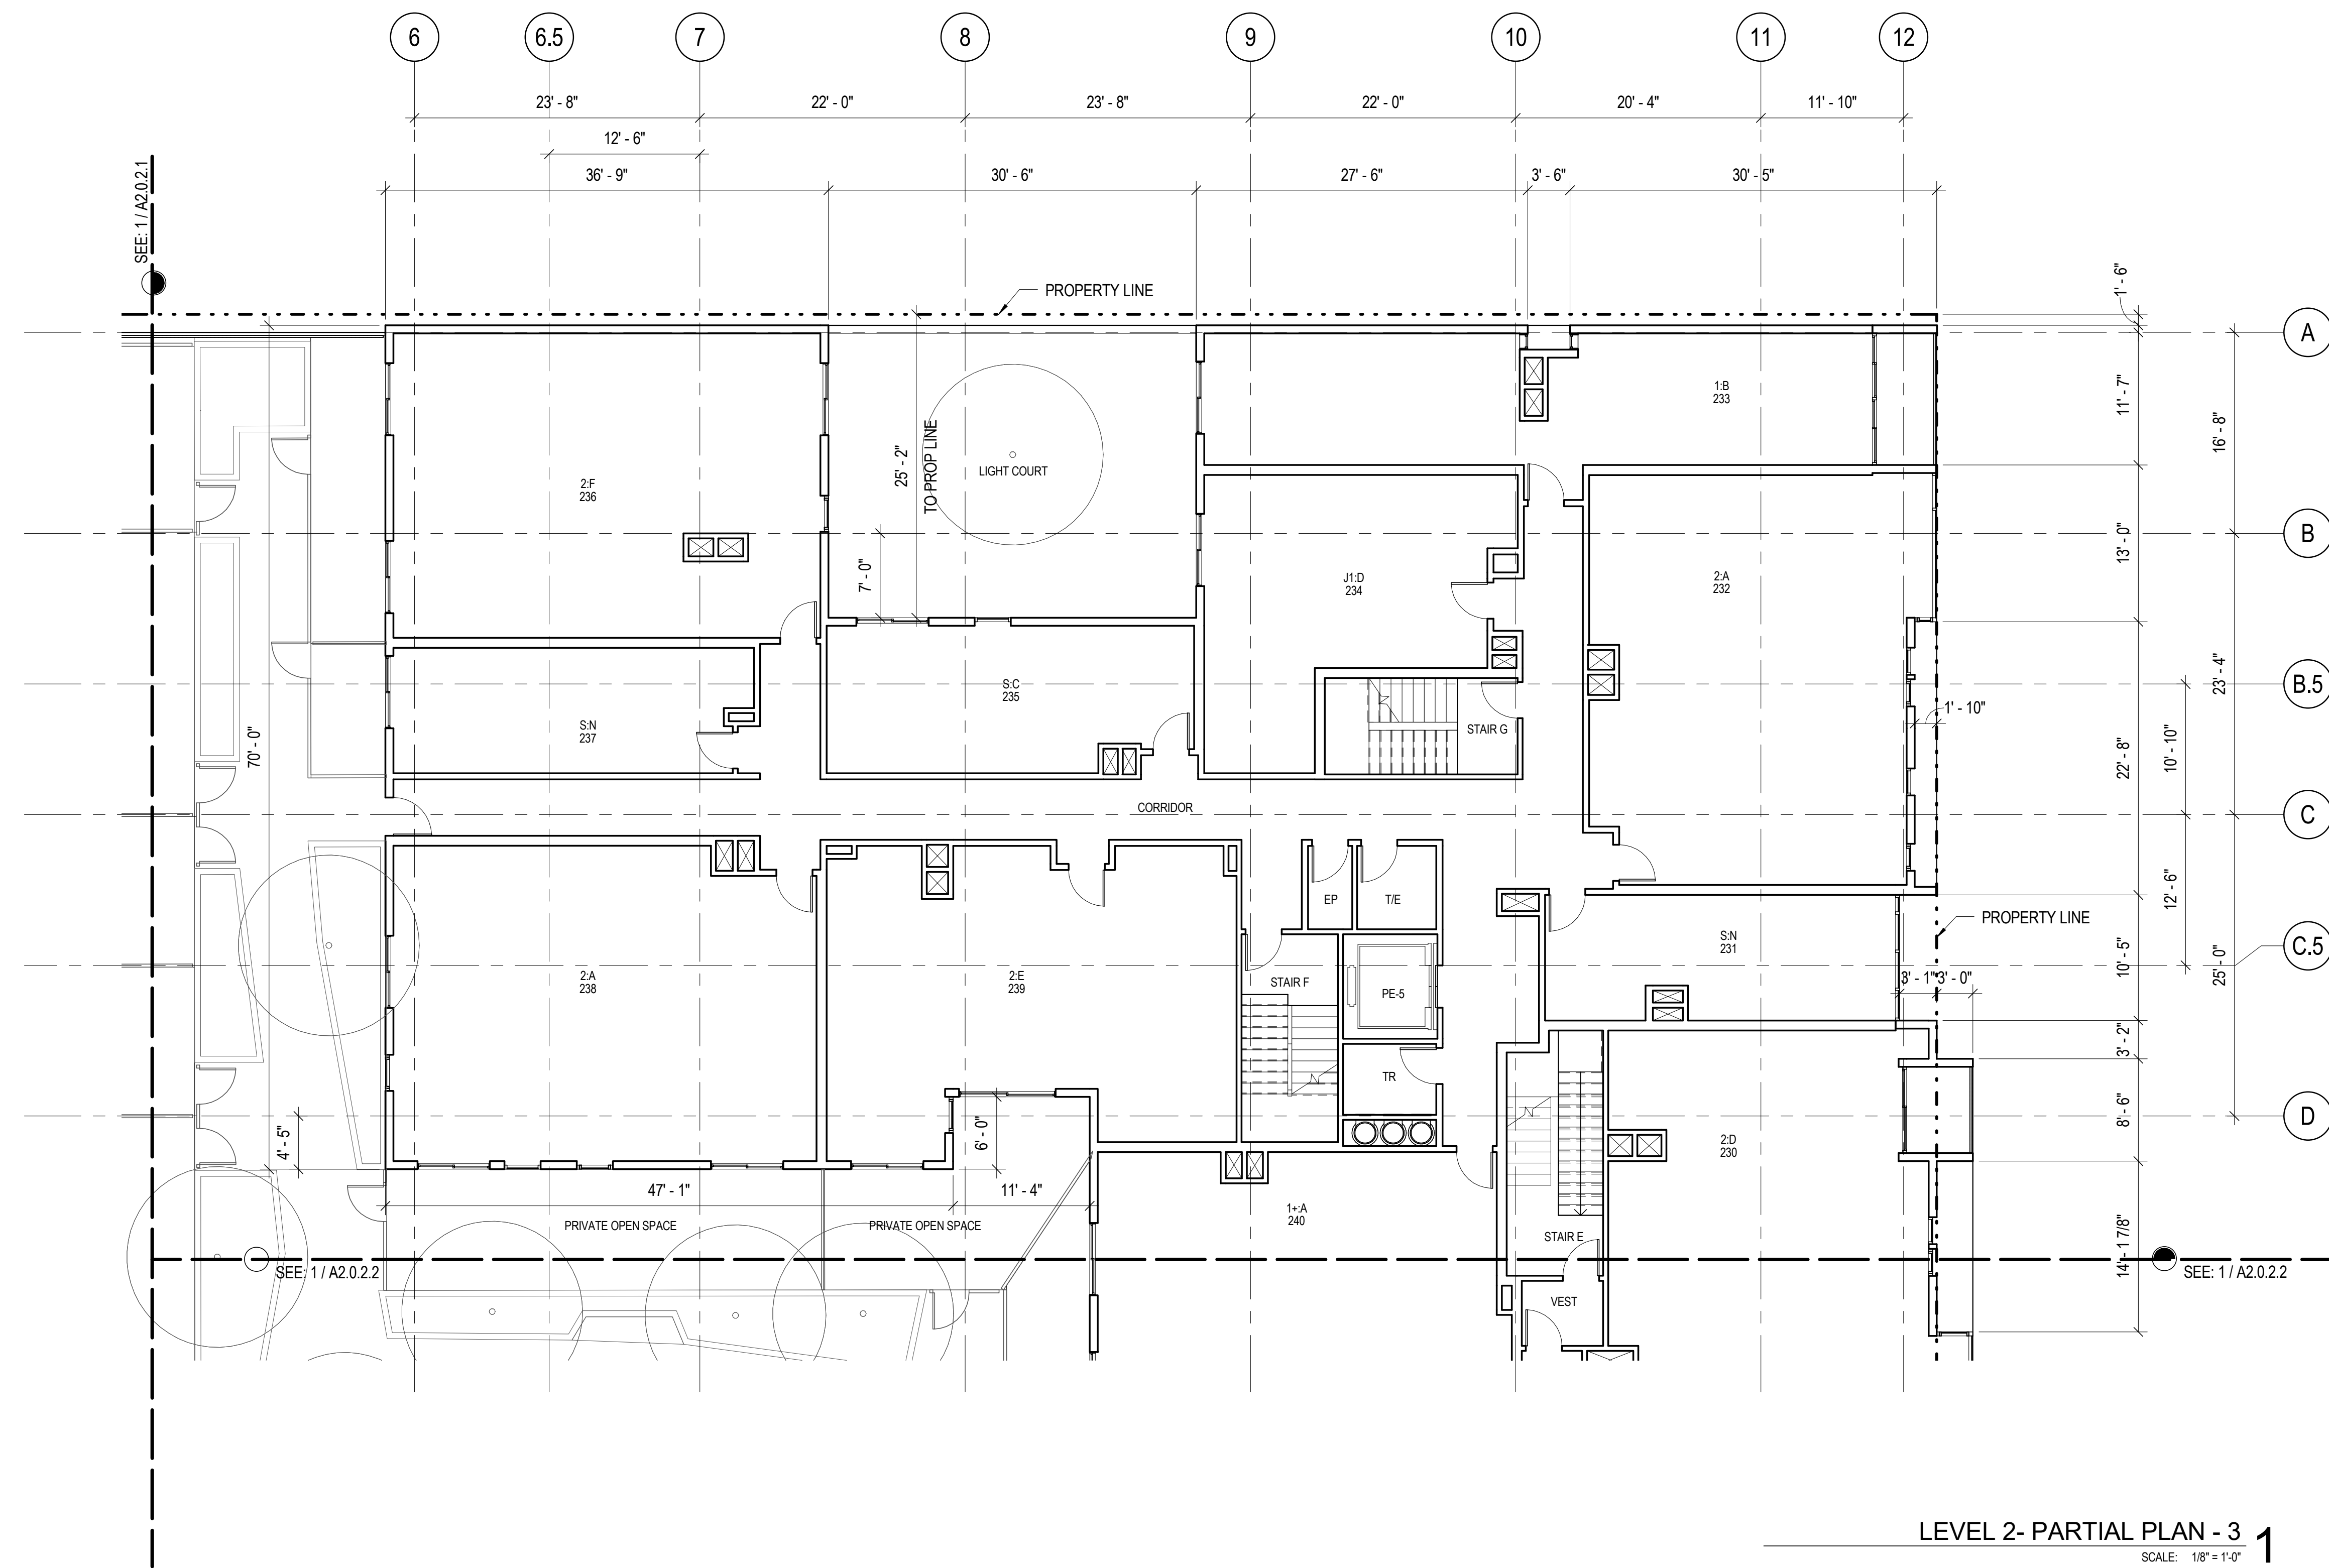 6 6.5 7 8 9 10 11 12
23' - 8" 22' - 0" 23' - 8" 22' - 0" 20' - 4" 11' - 10"
12' - 6"
36' - 9" 30' - 6" 27' - 6" 3' - 6" 30' - 5"
SEE: 1 / A2.0.2.1
PROPERTY LINE
1' - 6"
A
11' - 7"
16' - 8"
1:B
233
25' - 2"
TO PROP LINE
LIGHT COURT
2:F
236
B
13' - 0"
7' - 0"
J1:D
234
2:A
232
S:C
235
B.5
23' - 4"
1' - 10"
S:N
237
STAIR G
70' - 0"
22' - 8"
10' - 10"
CORRIDOR
C
12' - 6"
EP
T/E
PROPERTY LINE
S:N
231
C.5
10' - 5"
25' - 0"
2:A
238
2:E
239
STAIR F
PE-5
3' - 1"
3' - 0"
3' - 2"
TR
D
8' - 6"
4' - 5"
6' - 0"
2:D
230
47' - 1"
11' - 4"
1+:A
240
PRIVATE OPEN SPACE
PRIVATE OPEN SPACE
STAIR E
14' - 1 7/8"
SEE: 1 / A2.0.2.2
SEE: 1 / A2.0.2.2
VEST
LEVEL 2- PARTIAL PLAN - 3
1
SCALE: 1/8" = 1'-0"